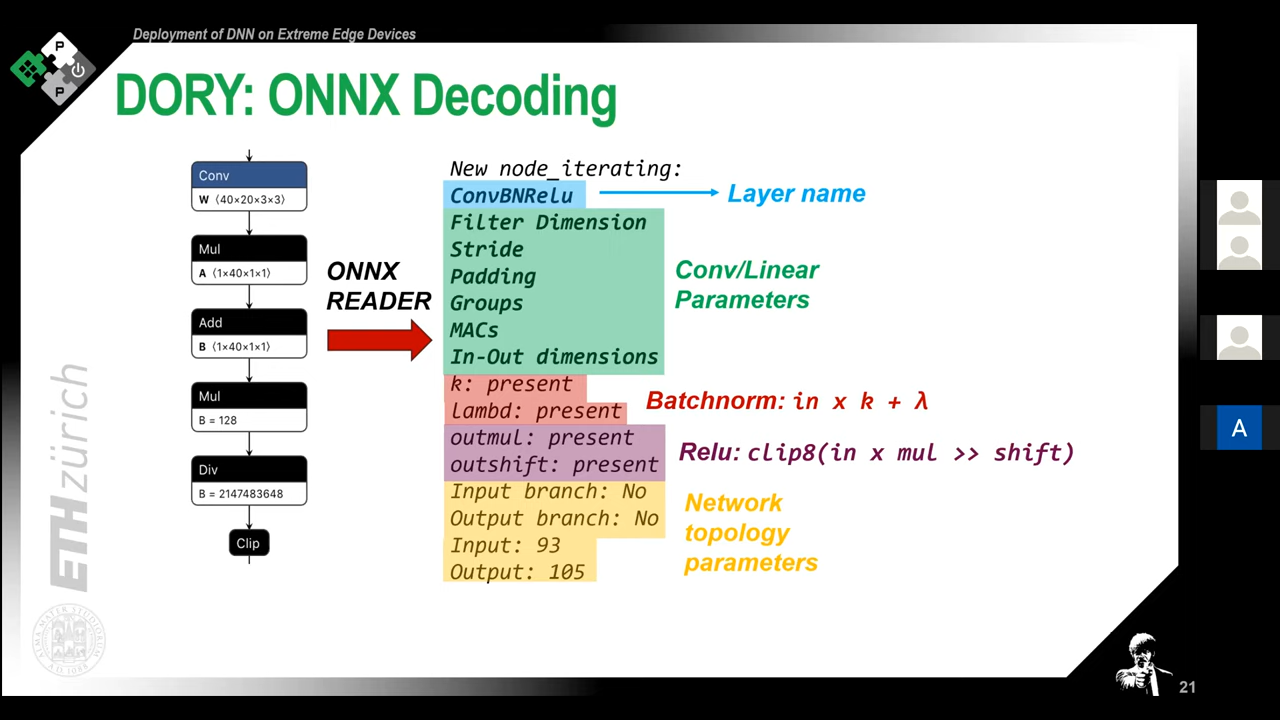 Deployment of DNN on Extreme Edge Devices
P
P
P
DORY: ONNX Decoding
Conv
W ⟨40×20×3×3⟩
Mul
A ⟨1×40×1×1⟩
Add
B ⟨1×40×1×1⟩
Mul
B = 128
Div
B = 2147483648
Clip
ONNX
READER
New node_iterating:
ConvBNRelu
Layer name
Filter Dimension
Stride
Padding
Groups
MACs
In-Out dimensions
Conv/Linear
Parameters
k: present
lambd: present
Batchnorm: in x k + λ
outmul: present
outshift: present
Relu: clip8(in x mul >> shift)
Input branch: No
Output branch: No
Input: 93
Output: 105
Network
topology
parameters
ETH zürich
ALMA MATER STUDIORUM
A.D. 1088
21
A